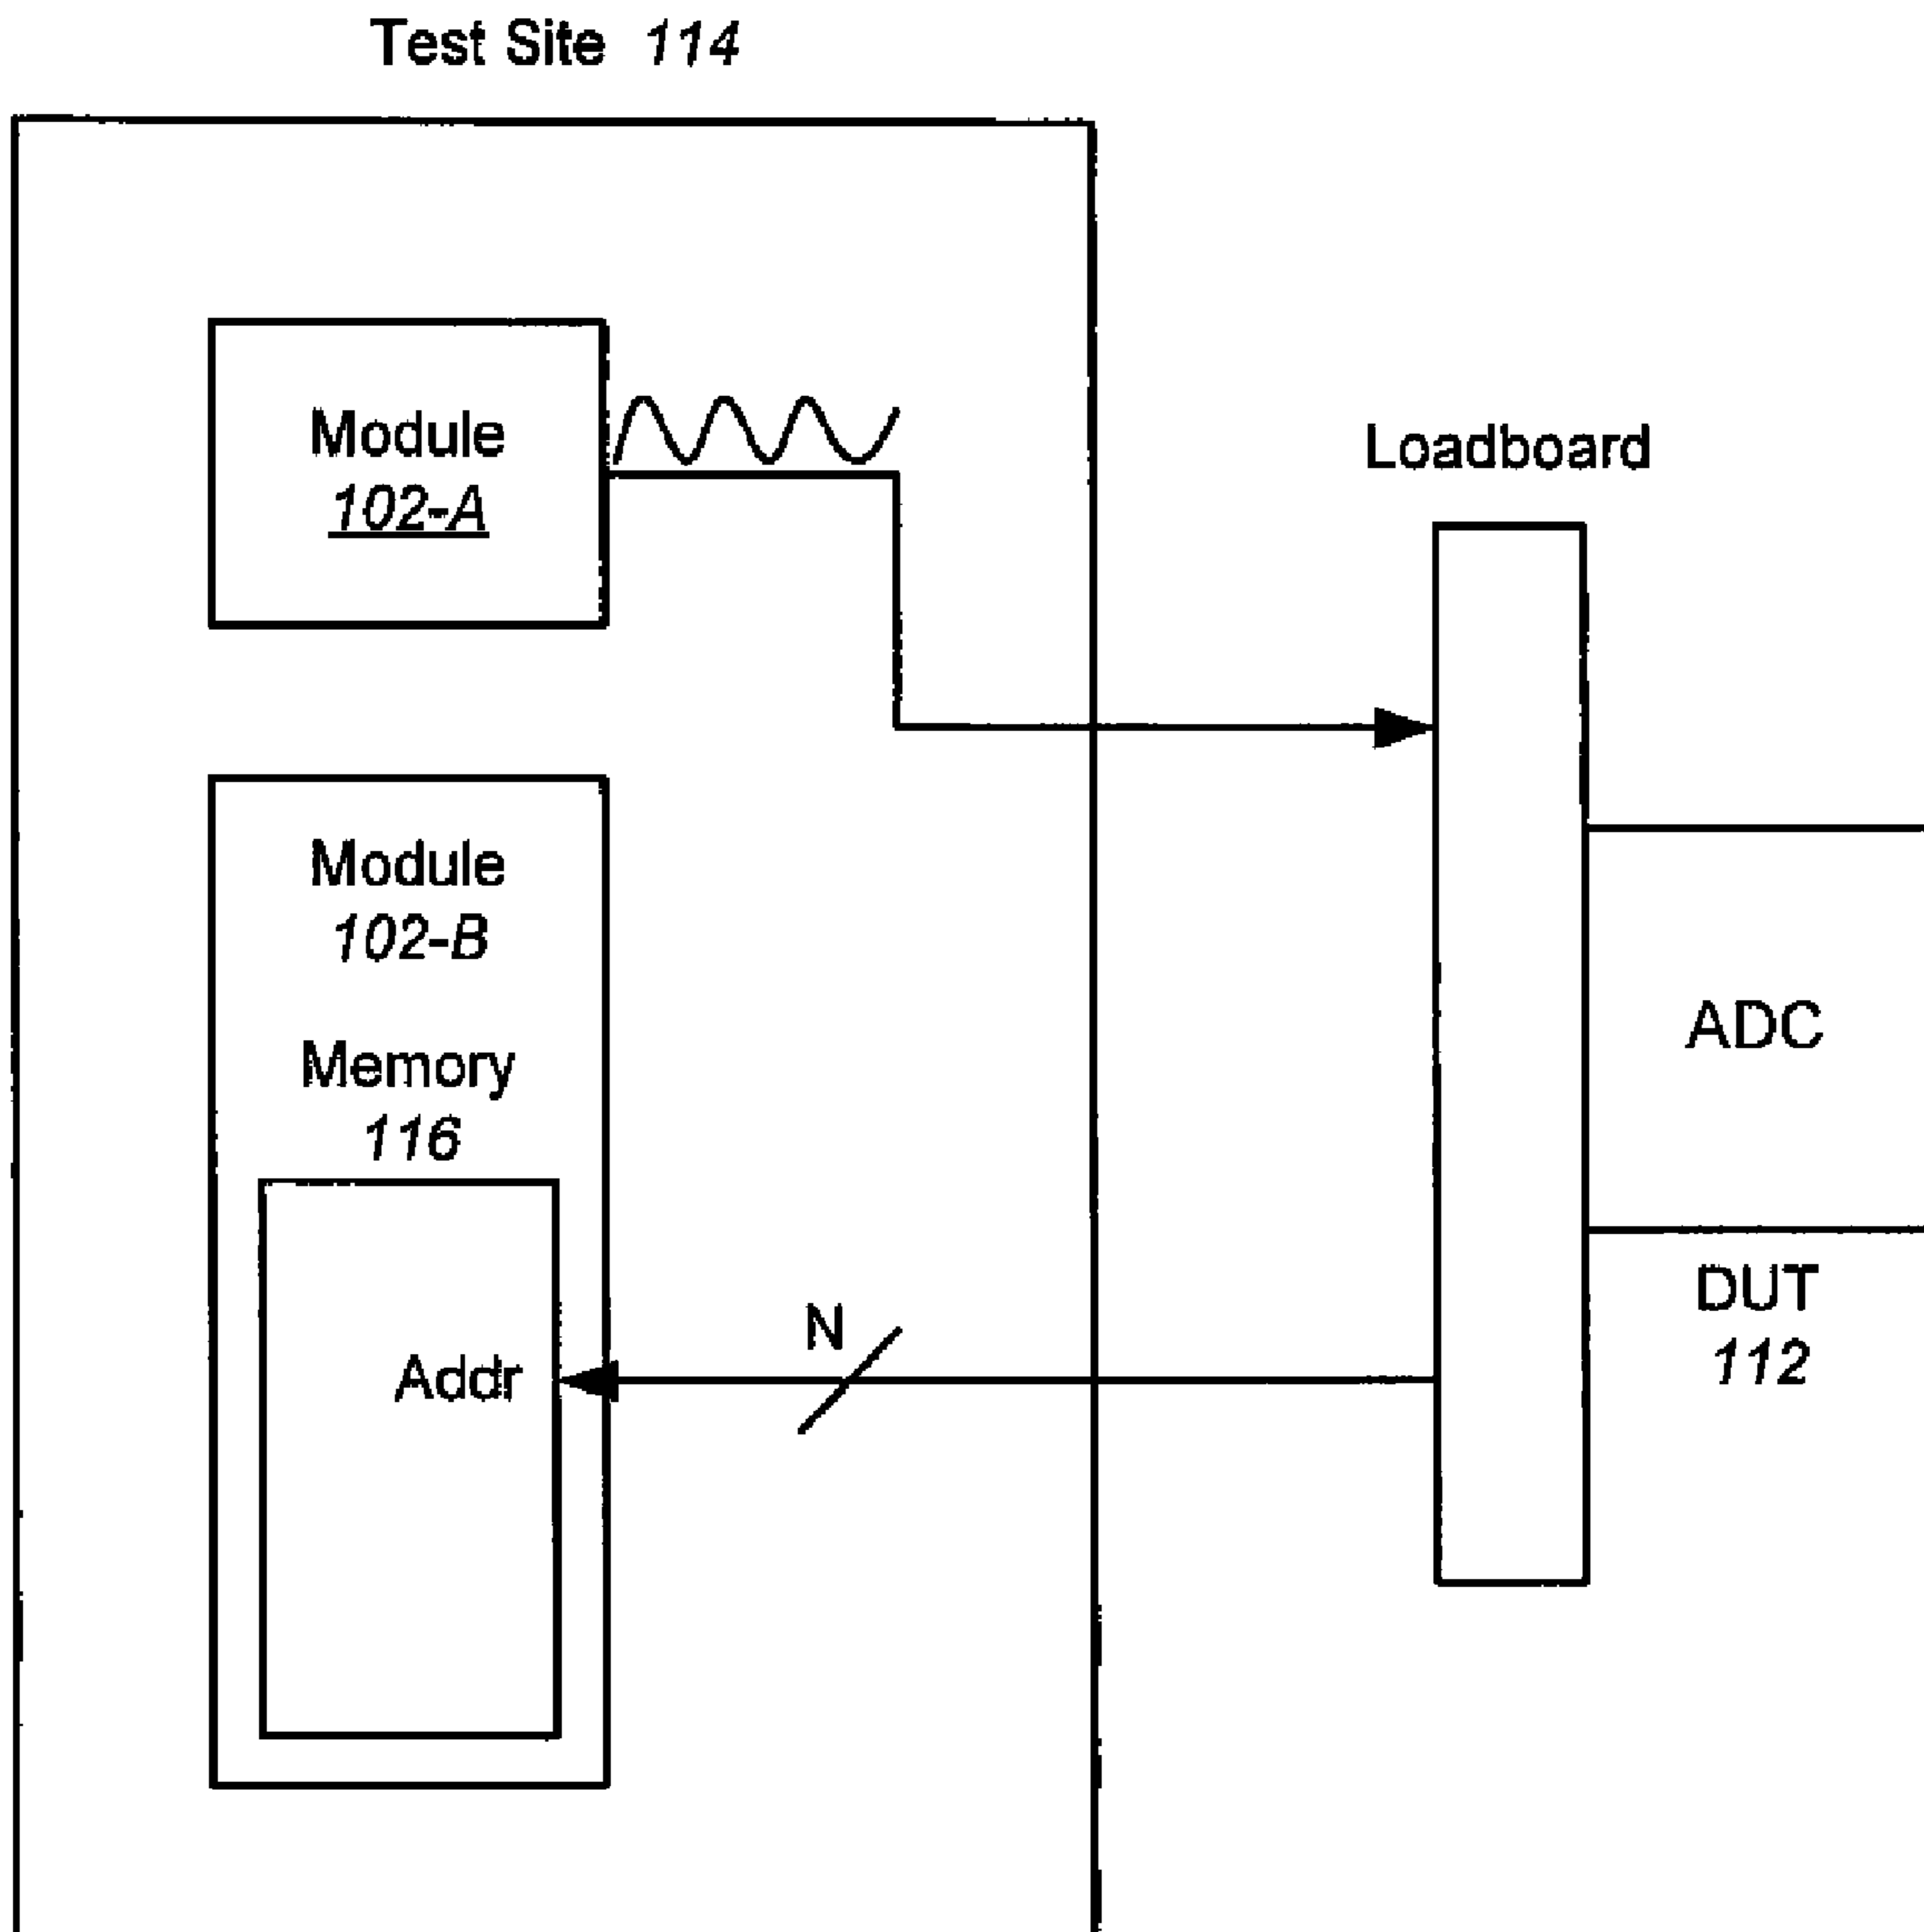 Test Site 114
Module
102-A
Loadboard
Module
102-B
Memory
116
Addr
N
ADC
DUT
112